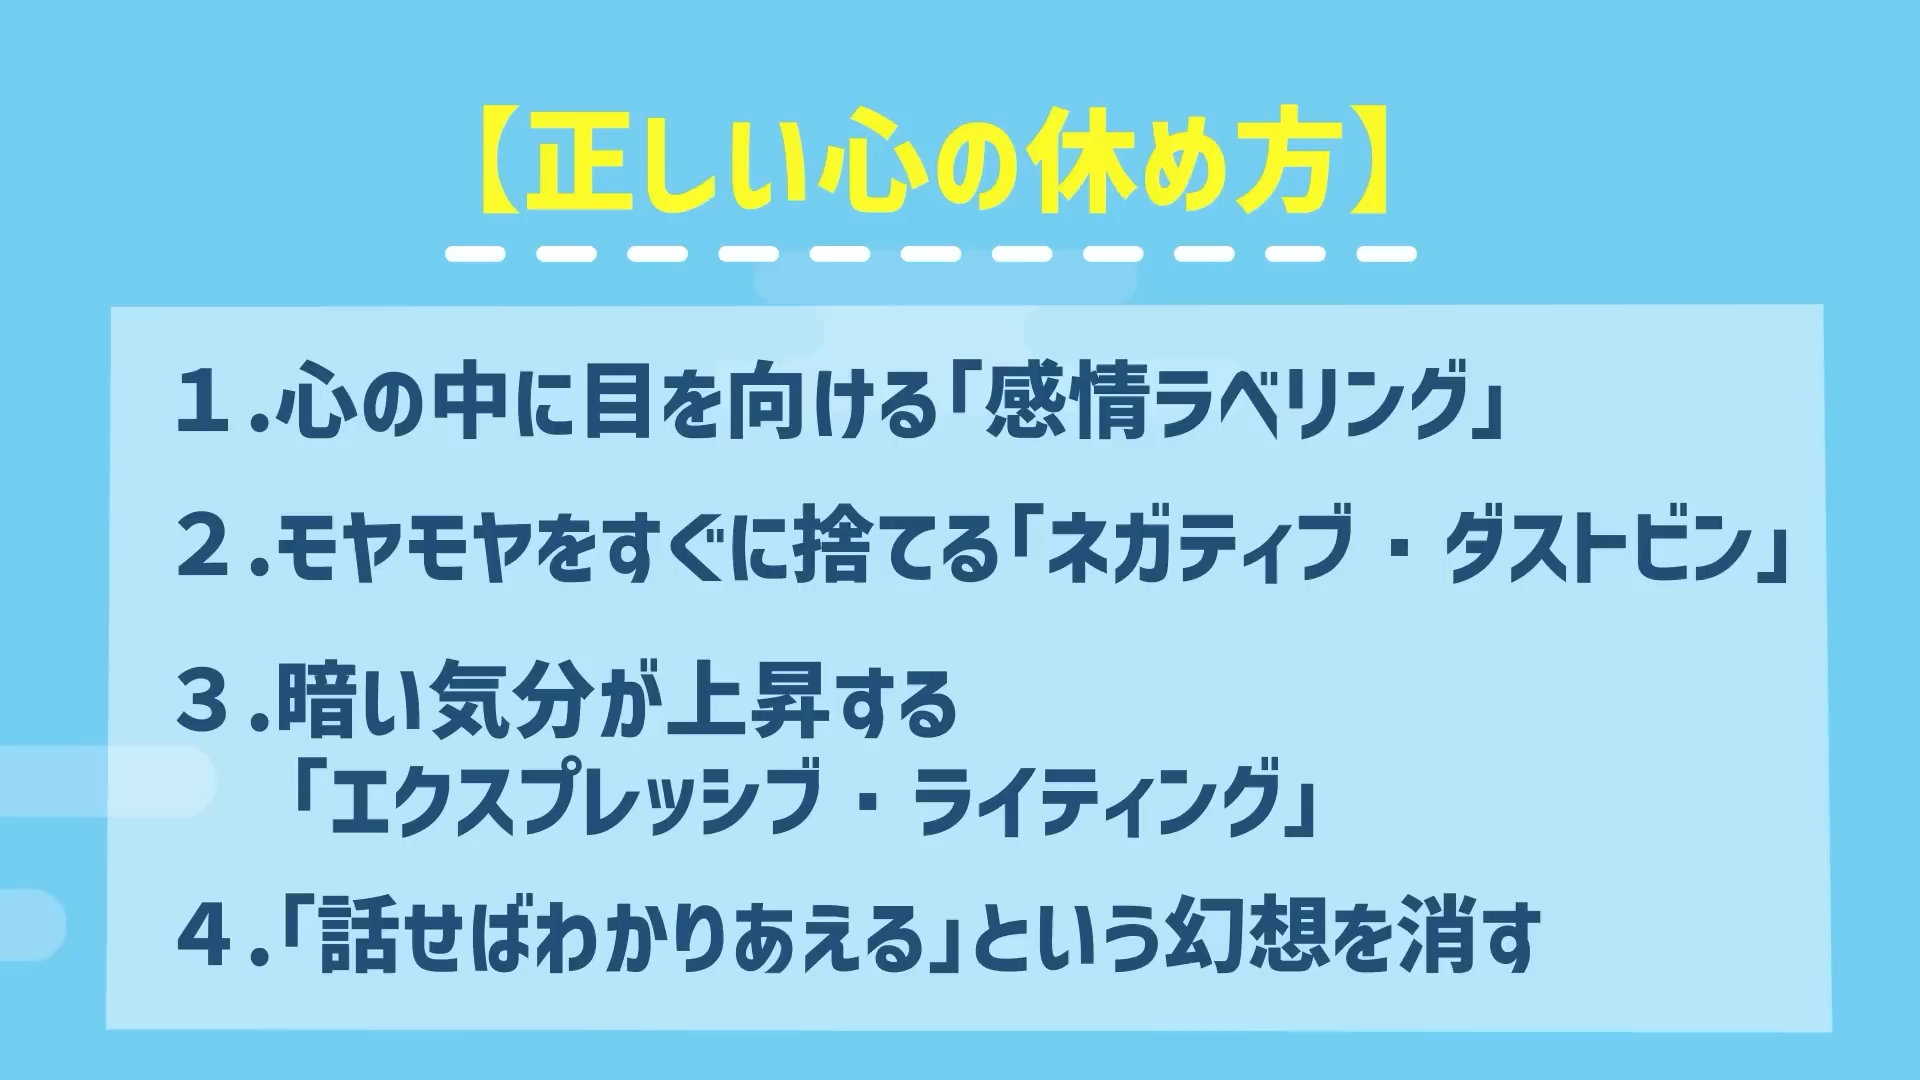 【正しい心の休め方】
１.心の中に目を向ける「感情ラベリング」
２.モヤモヤをすぐに捨てる「ネガティブ・ダストビン」
３.暗い気分が上昇する
「エクスプレッシブ・ライティング」
４.「話せばわかりあえる」という幻想を消す